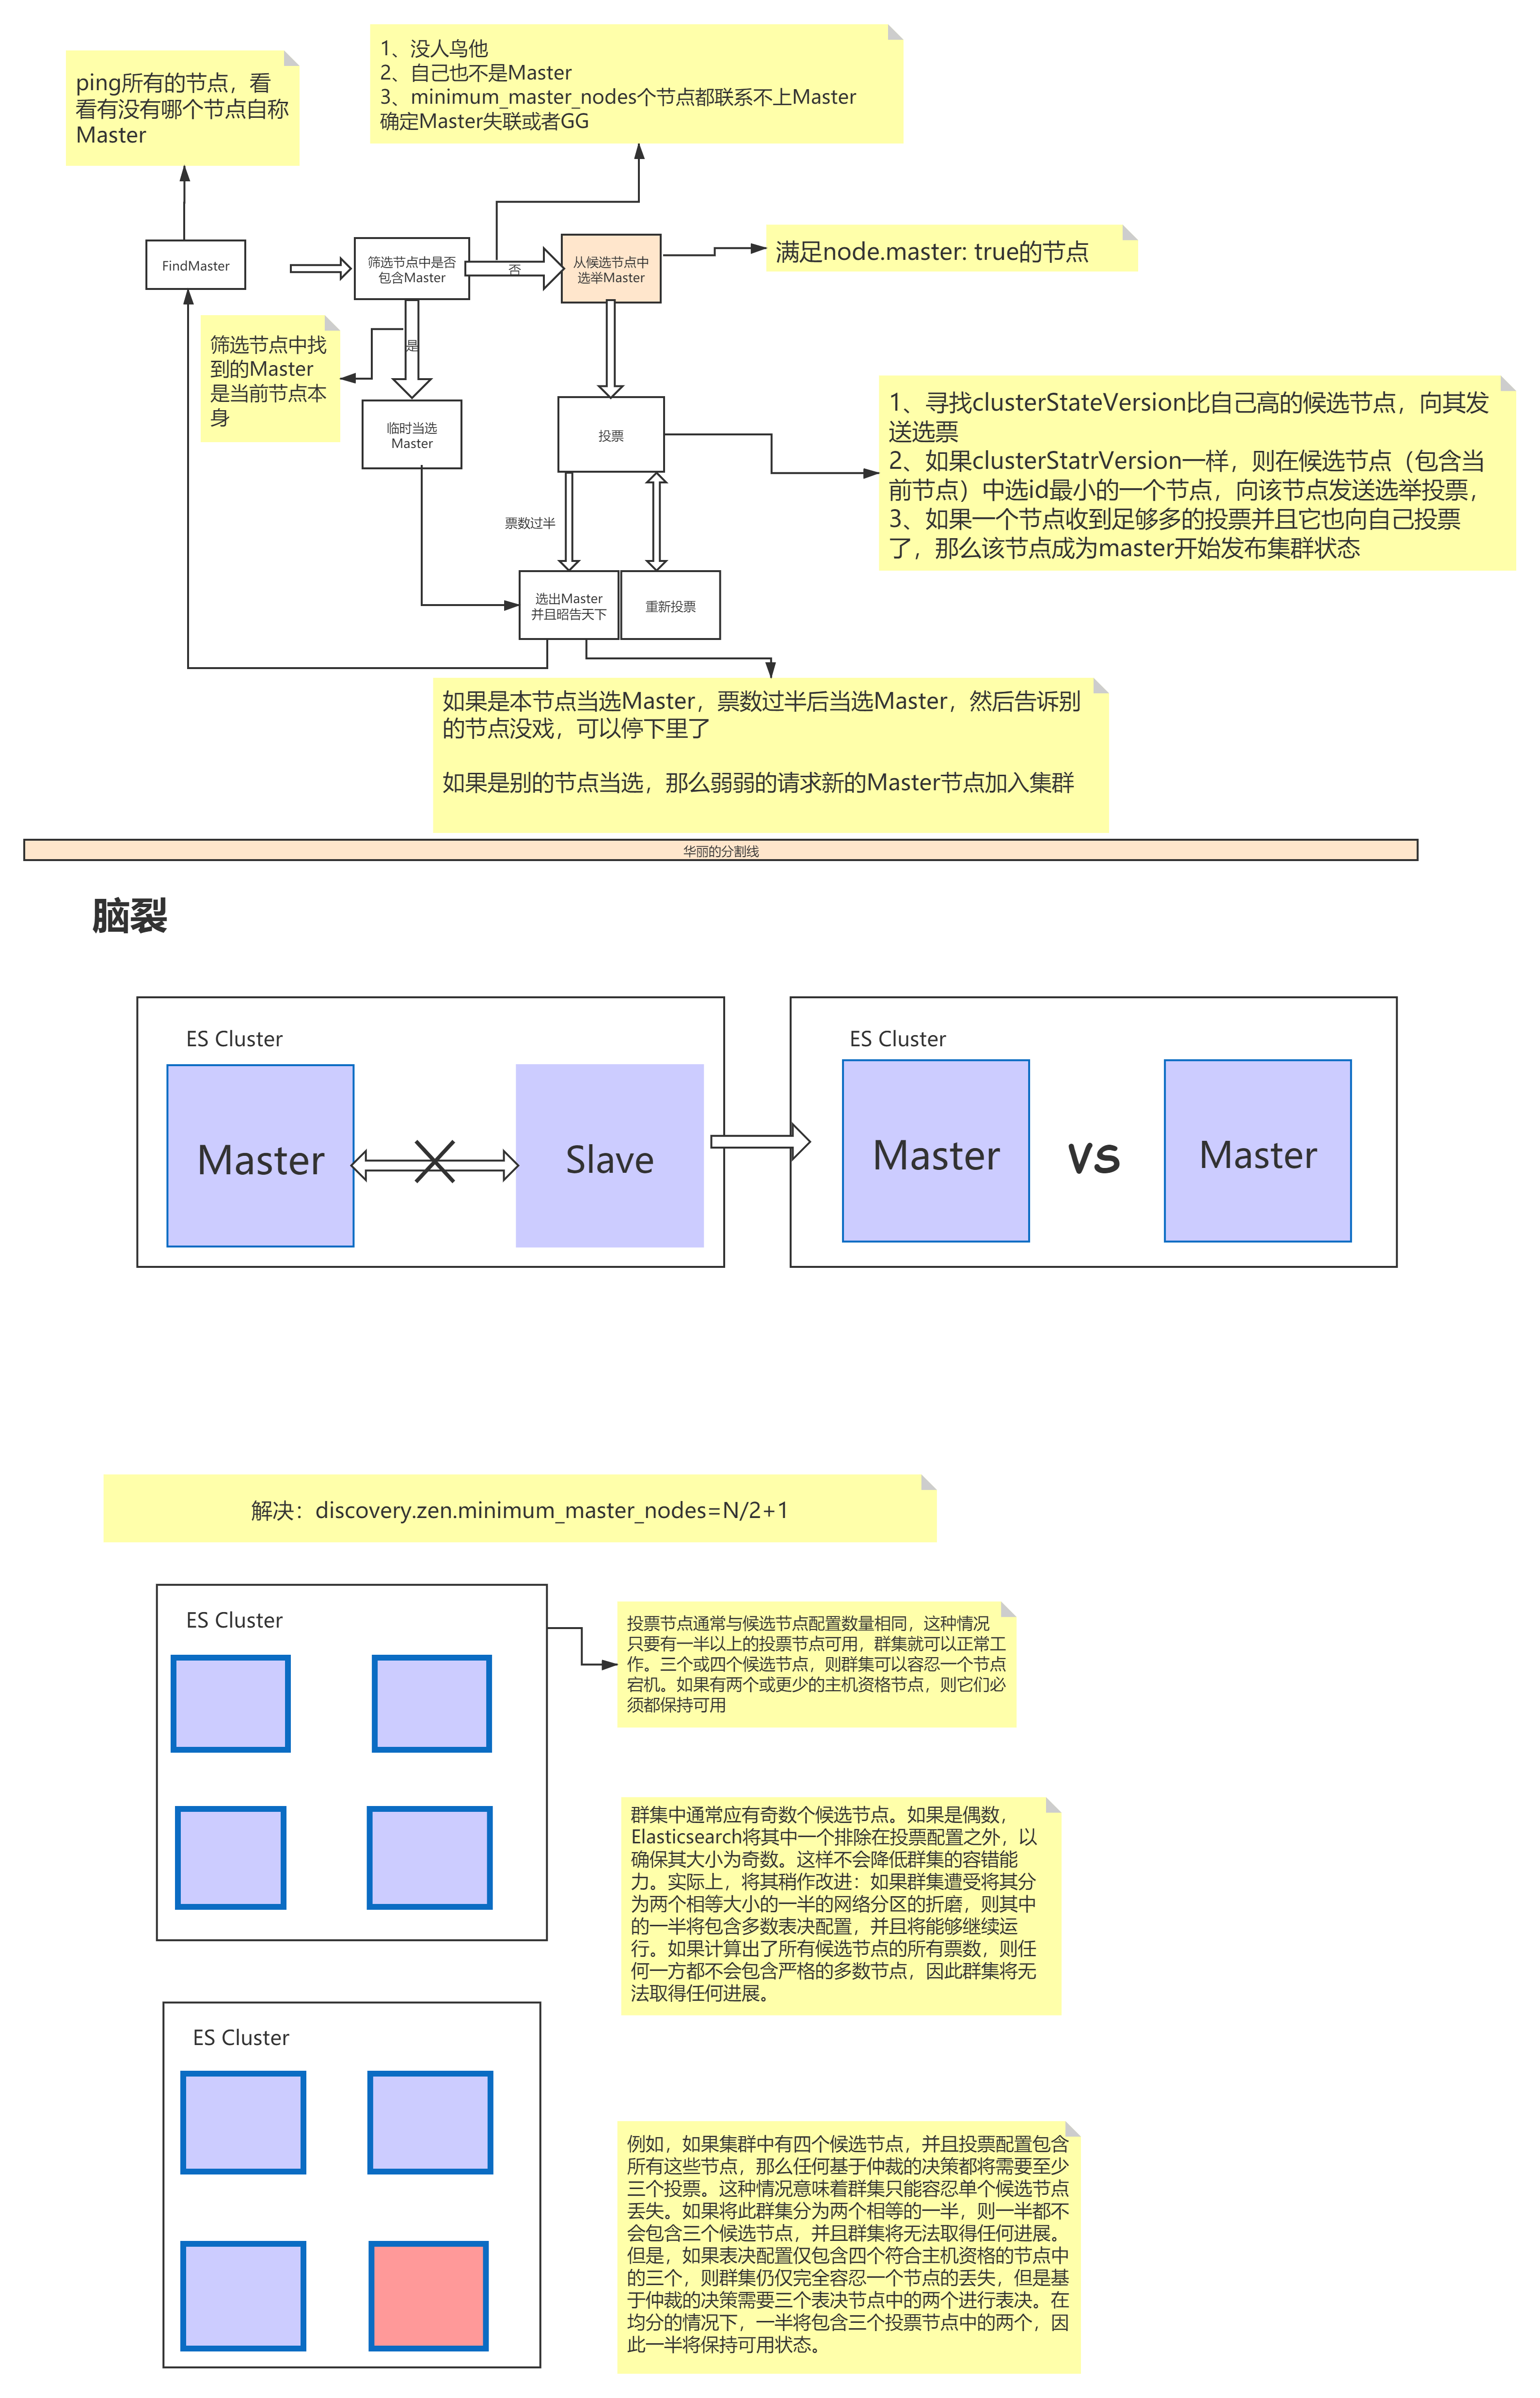 1、没人鸟他
2、自己也不是Master
3、minimum_master_nodes个节点都联系不上Master
确定Master失联或者GG
ping所有的节点，看
看有没有哪个节点自称
Master
FindMaster
筛选节点中是否
包含Master
否
从候选节点中
选举Master
满足node.master: true的节点
筛选节点中找
到的Master
是当前节点本
身
是
临时当选
Master
投票
1、寻找clusterStateVersion比自己高的候选节点，向其发
送选票
2、如果clusterStatrVersion一样，则在候选节点（包含当
前节点）中选id最小的一个节点，向该节点发送选举投票，
3、如果一个节点收到足够多的投票并且它也向自己投票
了，那么该节点成为master开始发布集群状态
票数过半
选出Master
并且昭告天下
重新投票
如果是本节点当选Master，票数过半后当选Master，然后告诉别
的节点没戏，可以停下里了
如果是别的节点当选，那么弱弱的请求新的Master节点加入集群
华丽的分割线
脑裂
ES Cluster
Master
Slave
ES Cluster
Master
vs
Master
解决：discovery.zen.minimum_master_nodes=N/2+1
ES Cluster
投票节点通常与候选节点配置数量相同，这种情况
只要有一半以上的投票节点可用，群集就可以正常工
作。三个或四个候选节点，则群集可以容忍一个节点
宕机。如果有两个或更少的主机资格节点，则它们必
须都保持可用
群集中通常应有奇数个候选节点。如果是偶数，
Elasticsearch将其中一个排除在投票配置之外，以
确保其大小为奇数。这样不会降低群集的容错能
力。实际上，将其稍作改进：如果群集遭受将其分
为两个相等大小的一半的网络分区的折磨，则其中
的一半将包含多数表决配置，并且将能够继续运
行。如果计算出了所有候选节点的所有票数，则任
何一方都不会包含严格的多数节点，因此群集将无
法取得任何进展。
ES Cluster
例如，如果集群中有四个候选节点，并且投票配置包含
所有这些节点，那么任何基于仲裁的决策都将需要至少
三个投票。这种情况意味着群集只能容忍单个候选节点
丢失。如果将此群集分为两个相等的一半，则一半都不
会包含三个候选节点，并且群集将无法取得任何进展。
但是，如果表决配置仅包含四个符合主机资格的节点中
的三个，则群集仍仅完全容忍一个节点的丢失，但是基
于仲裁的决策需要三个表决节点中的两个进行表决。在
均分的情况下，一半将包含三个投票节点中的两个，因
此一半将保持可用状态。